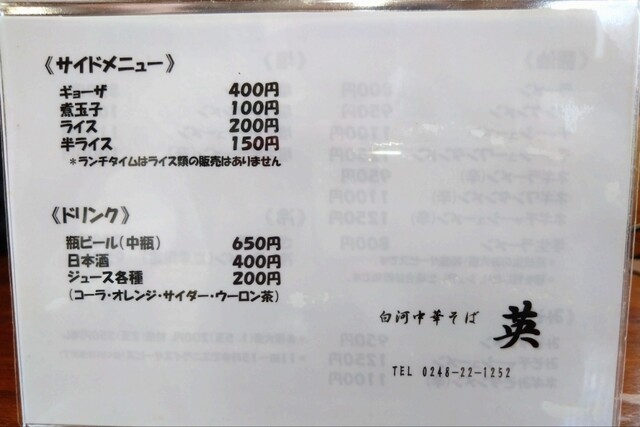 《サイドメニュー》
ギョーザ 400円
煮玉子 100円
ライス 200円
半ライス 150円
*ランチタイムはライス類の販売はありません
《ドリンク》
瓶ビール(中瓶) 650円
日本酒 400円
ジュース各種 200円
(コーラ・オレンジ・サイダー・ウーロン茶)
白河中華そば 英
TEL 0248-22-1252